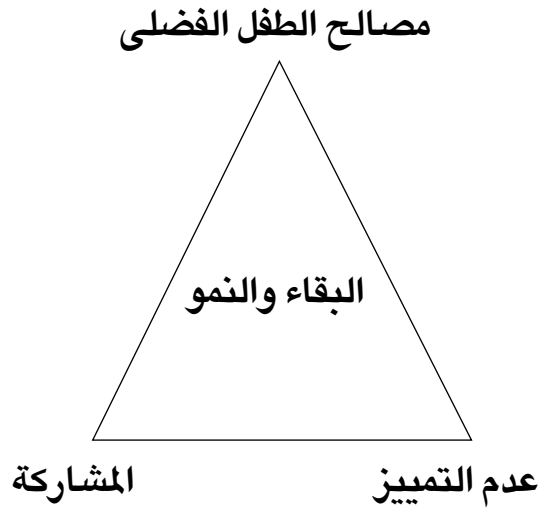 مصالح الطفل الفضلى
البقاء والنمو
عدم التمييز
المشاركة